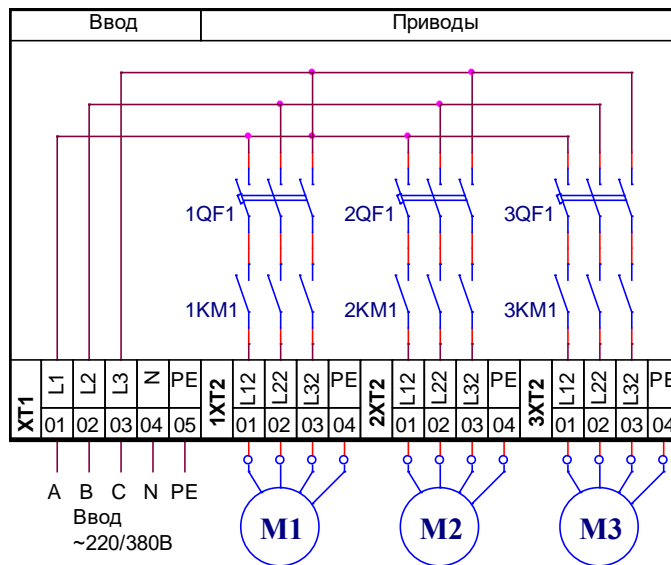 Ввод Приводы
1QF1 2QF1 3QF1
1KM1 2KM1 3KM1
XT1 L1 L2 L3 N PE 1XT2 L12 L22 L32 PE 2XT2 L12 L22 L32 PE 3XT2 L12 L22 L32 PE
01 02 03 04 05 01 02 03 04 01 02 03 04 01 02 03 04
A B C N PE
Ввод
~220/380В
M1 M2 M3